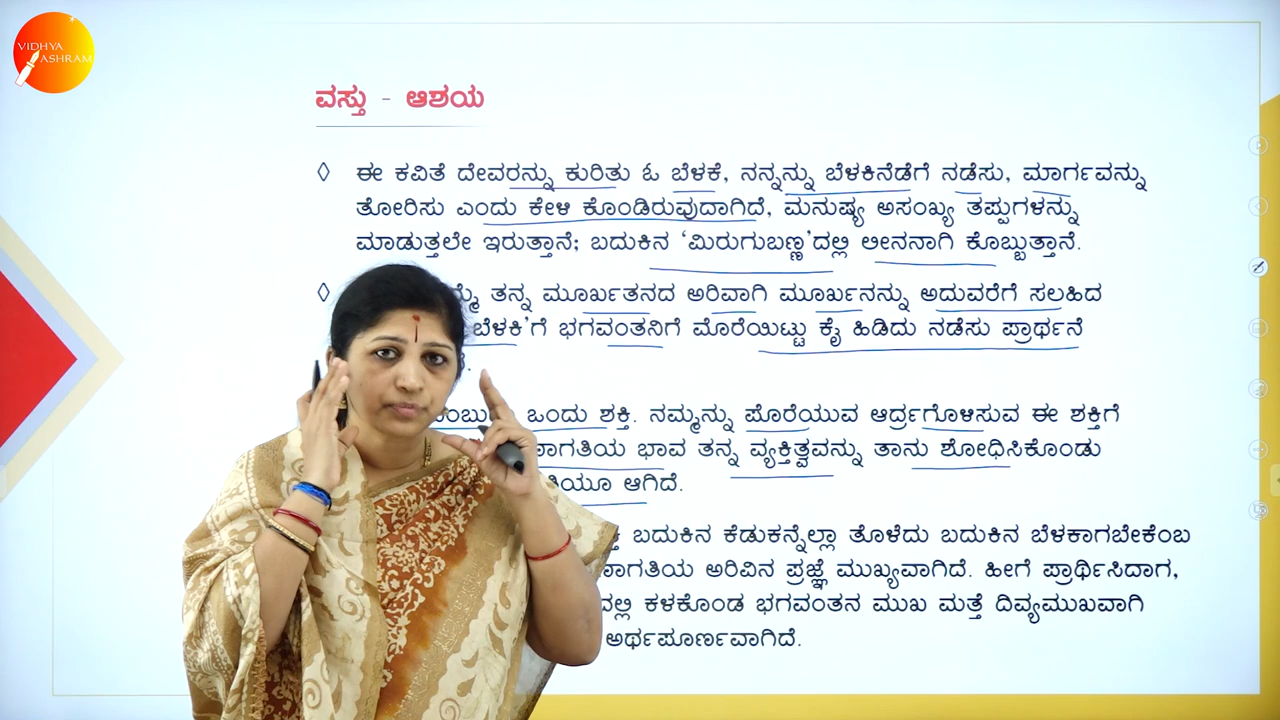 VIDHYA
ASHRAM
ವಸ್ತು - ಆಶಯ
◊ ಈ ಕವಿತೆ ದೇವರನ್ನು ಕುರಿತು ಓ ಬೆಳಕೆ, ನನ್ನನ್ನು ಬೆಳಕಿನೆಡೆಗೆ ನಡೆಸು, ಮಾರ್ಗವನ್ನು
ತೋರಿಸು ಎಂದು ಕೇಳಿ ಕೊಂಡಿರುವುದಾಗಿದೆ, ಮನುಷ್ಯ ಅಸಂಖ್ಯ ತಪ್ಪುಗಳನ್ನು
ಮಾಡುತ್ತಲೇ ಇರುತ್ತಾನೆ; ಬದುಕಿನ ‘ಮಿರುಗುಬಣ್ಣ’ದಲ್ಲಿ ಲೀನನಾಗಿ ಕೊಬ್ಬುತ್ತಾನೆ.
◊ ತನ್ನ ಮೂರ್ಖತನದ ಅರಿವಾಗಿ ಮೂರ್ಖನನ್ನು ಅದುವರೆಗೆ ಸಲಹಿದ
ಬೆಳಕಿ’ಗೆ ಭಗವಂತನಿಗೆ ಮೊರೆಯಿಟ್ಟು ಕೈ ಹಿಡಿದು ನಡೆಸು ಪ್ರಾರ್ಥನೆ
ಒಂದು ಶಕ್ತಿ. ನಮ್ಮನ್ನು ಪೊರೆಯುವ ಆರ್ದ್ರಗೊಳಿಸುವ ಈ ಶಕ್ತಿಗೆ
ಭಾವ ತನ್ನ ವ್ಯಕ್ತಿತ್ವವನ್ನು ತಾನು ಶೋಧಿಸಿಕೊಂಡು
ಆಗಿದೆ.
ಬದುಕಿನ ಕೆಡುಕನ್ನೆಲ್ಲಾ ತೊಳೆದು ಬದುಕಿನ ಬೆಳಕಾಗಬೇಕೆಂಬ
ಅರಿವಿನ ಪ್ರಜ್ಞೆ ಮುಖ್ಯವಾಗಿದೆ. ಹೀಗೆ ಪ್ರಾರ್ಥಿಸಿದಾಗ,
ಕಳಕೊಂಡ ಭಗವಂತನ ಮುಖ ಮತ್ತೆ ದಿವ್ಯಮುಖವಾಗಿ
ಅರ್ಥಪೂರ್ಣವಾಗಿದೆ.